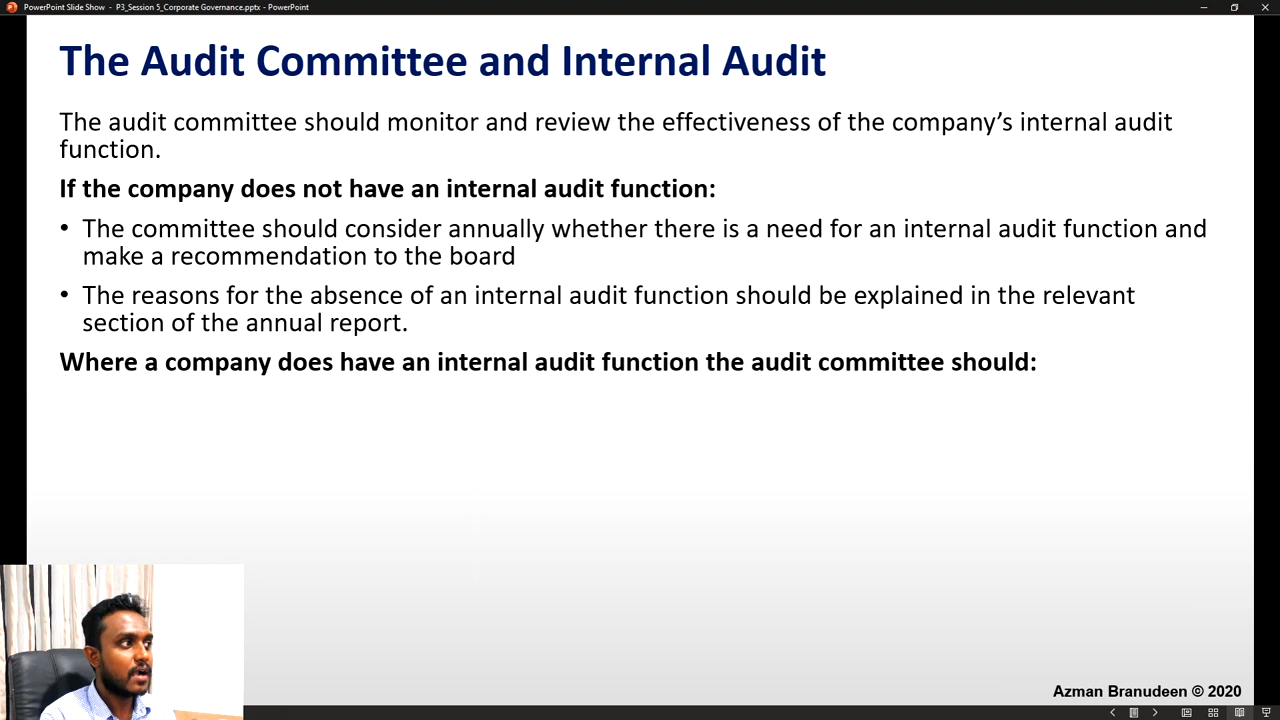 PowerPoint Slide Show - P3_Session 5_Corporate Governance.pptx - PowerPoint
The Audit Committee and Internal Audit
The audit committee should monitor and review the effectiveness of the company's internal audit
function.
If the company does not have an internal audit function:
• The committee should consider annually whether there is a need for an internal audit function and
make a recommendation to the board
• The reasons for the absence of an internal audit function should be explained in the relevant
section of the annual report.
Where a company does have an internal audit function the audit committee should:
Azman Branudeen © 2020